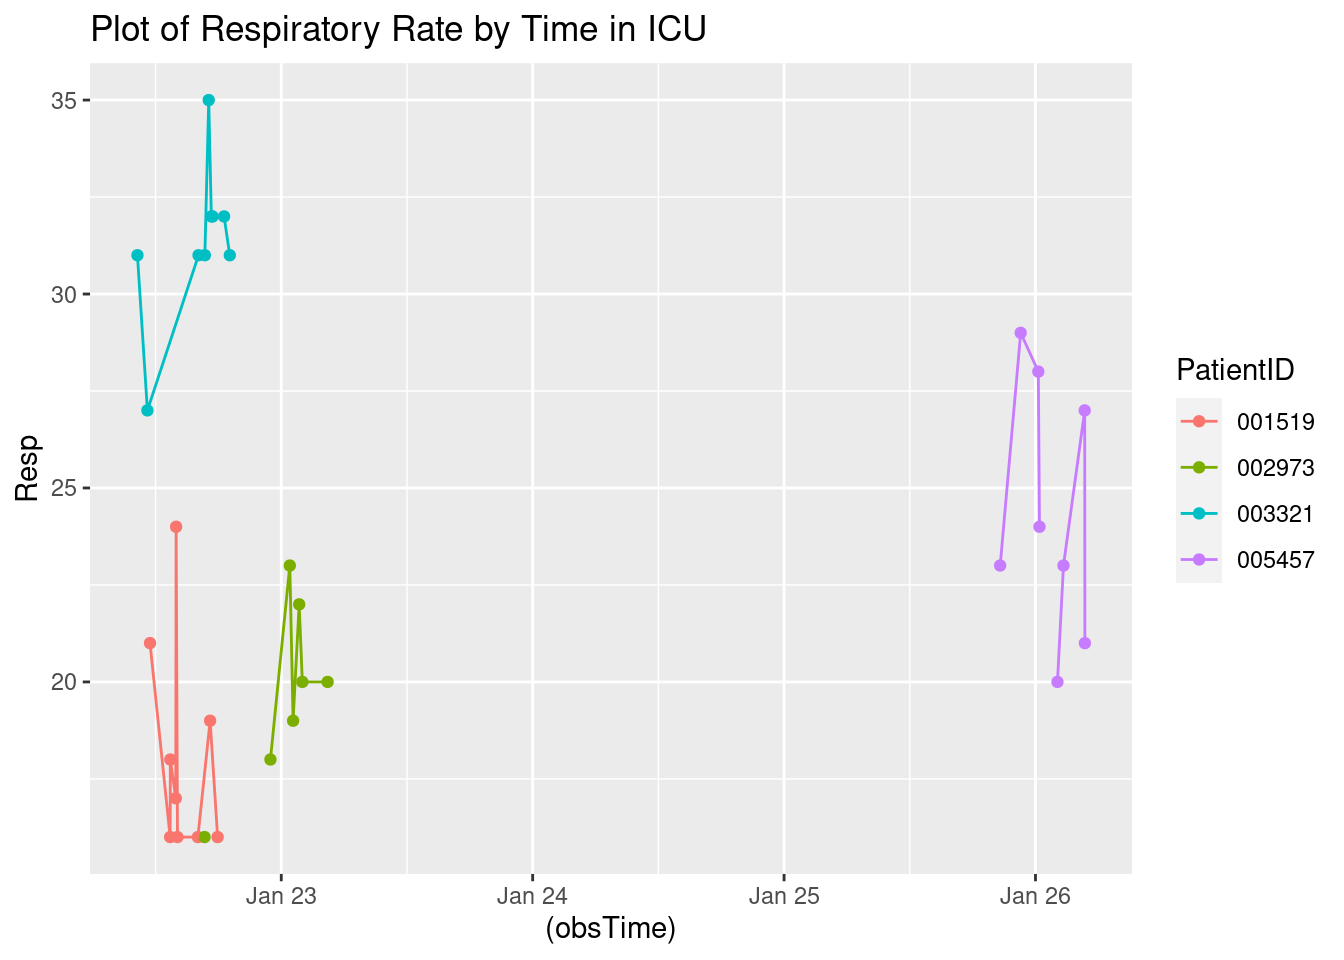 Plot of Respiratory Rate by Time in ICU
35
30
25
20
Resp
Jan 23
Jan 24
Jan 25
Jan 26
(obsTime)
PatientID
001519
002973
003321
005457